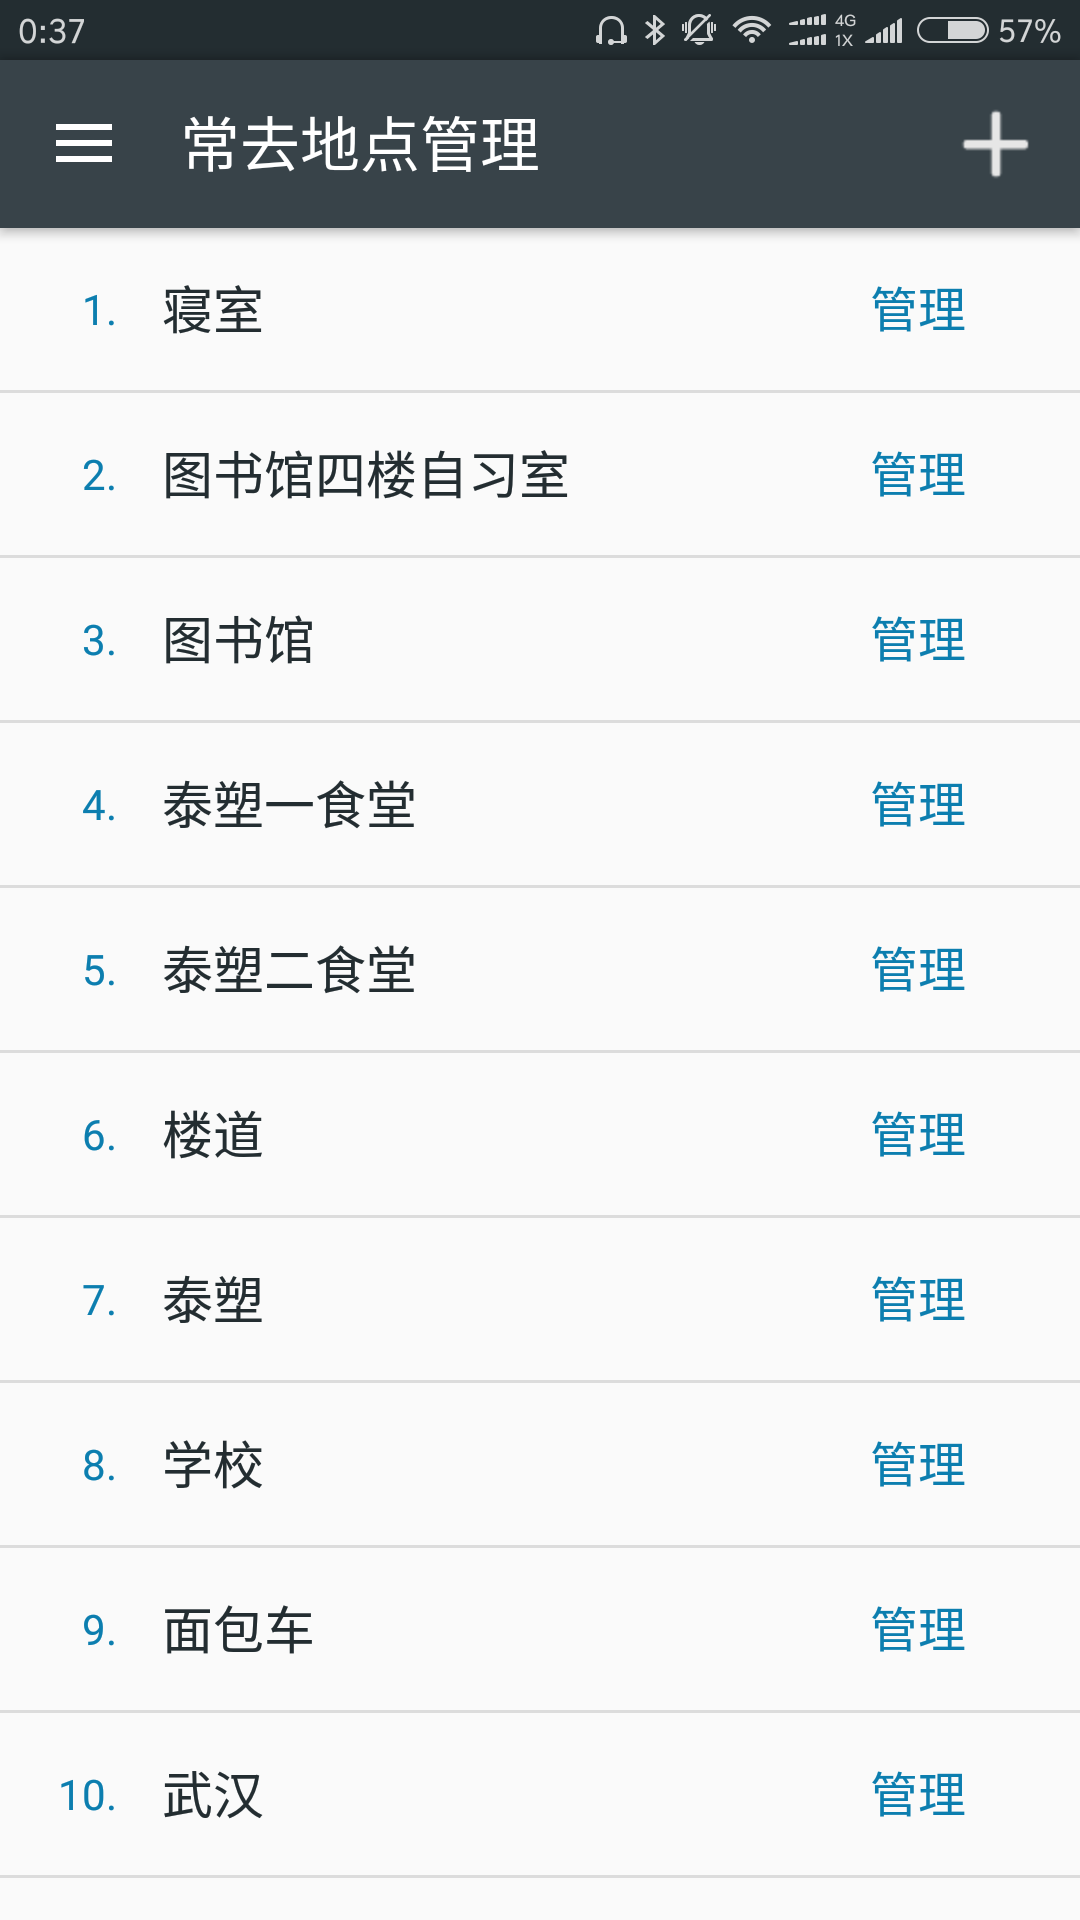 0:37 4G 1X 57%
常去地点管理
1. 寝室 管理
2. 图书馆四楼自习室 管理
3. 图书馆 管理
4. 泰塑一食堂 管理
5. 泰塑二食堂 管理
6. 楼道 管理
7. 泰塑 管理
8. 学校 管理
9. 面包车 管理
10. 武汉 管理